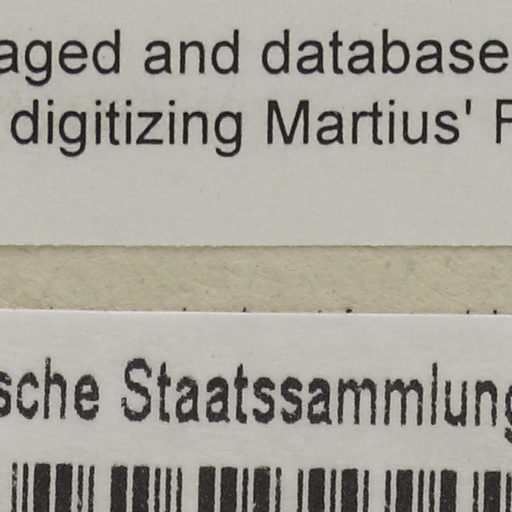 aged and database
digitizing Martius'
sche Staatssammlung